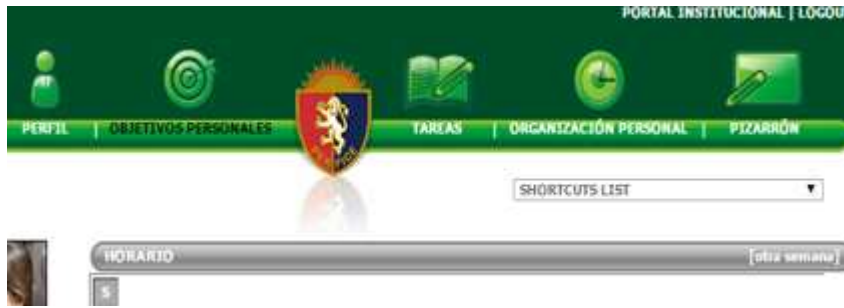 PORTAL INSTITUCIONAL | LOGOU
PERFIL | OBJETIVOS PERSONALES TAREAS | ORGANIZACIÓN PERSONAL | PIZARRÓN
SHORTCUTS LIST
HORARIO [otra semana]
S